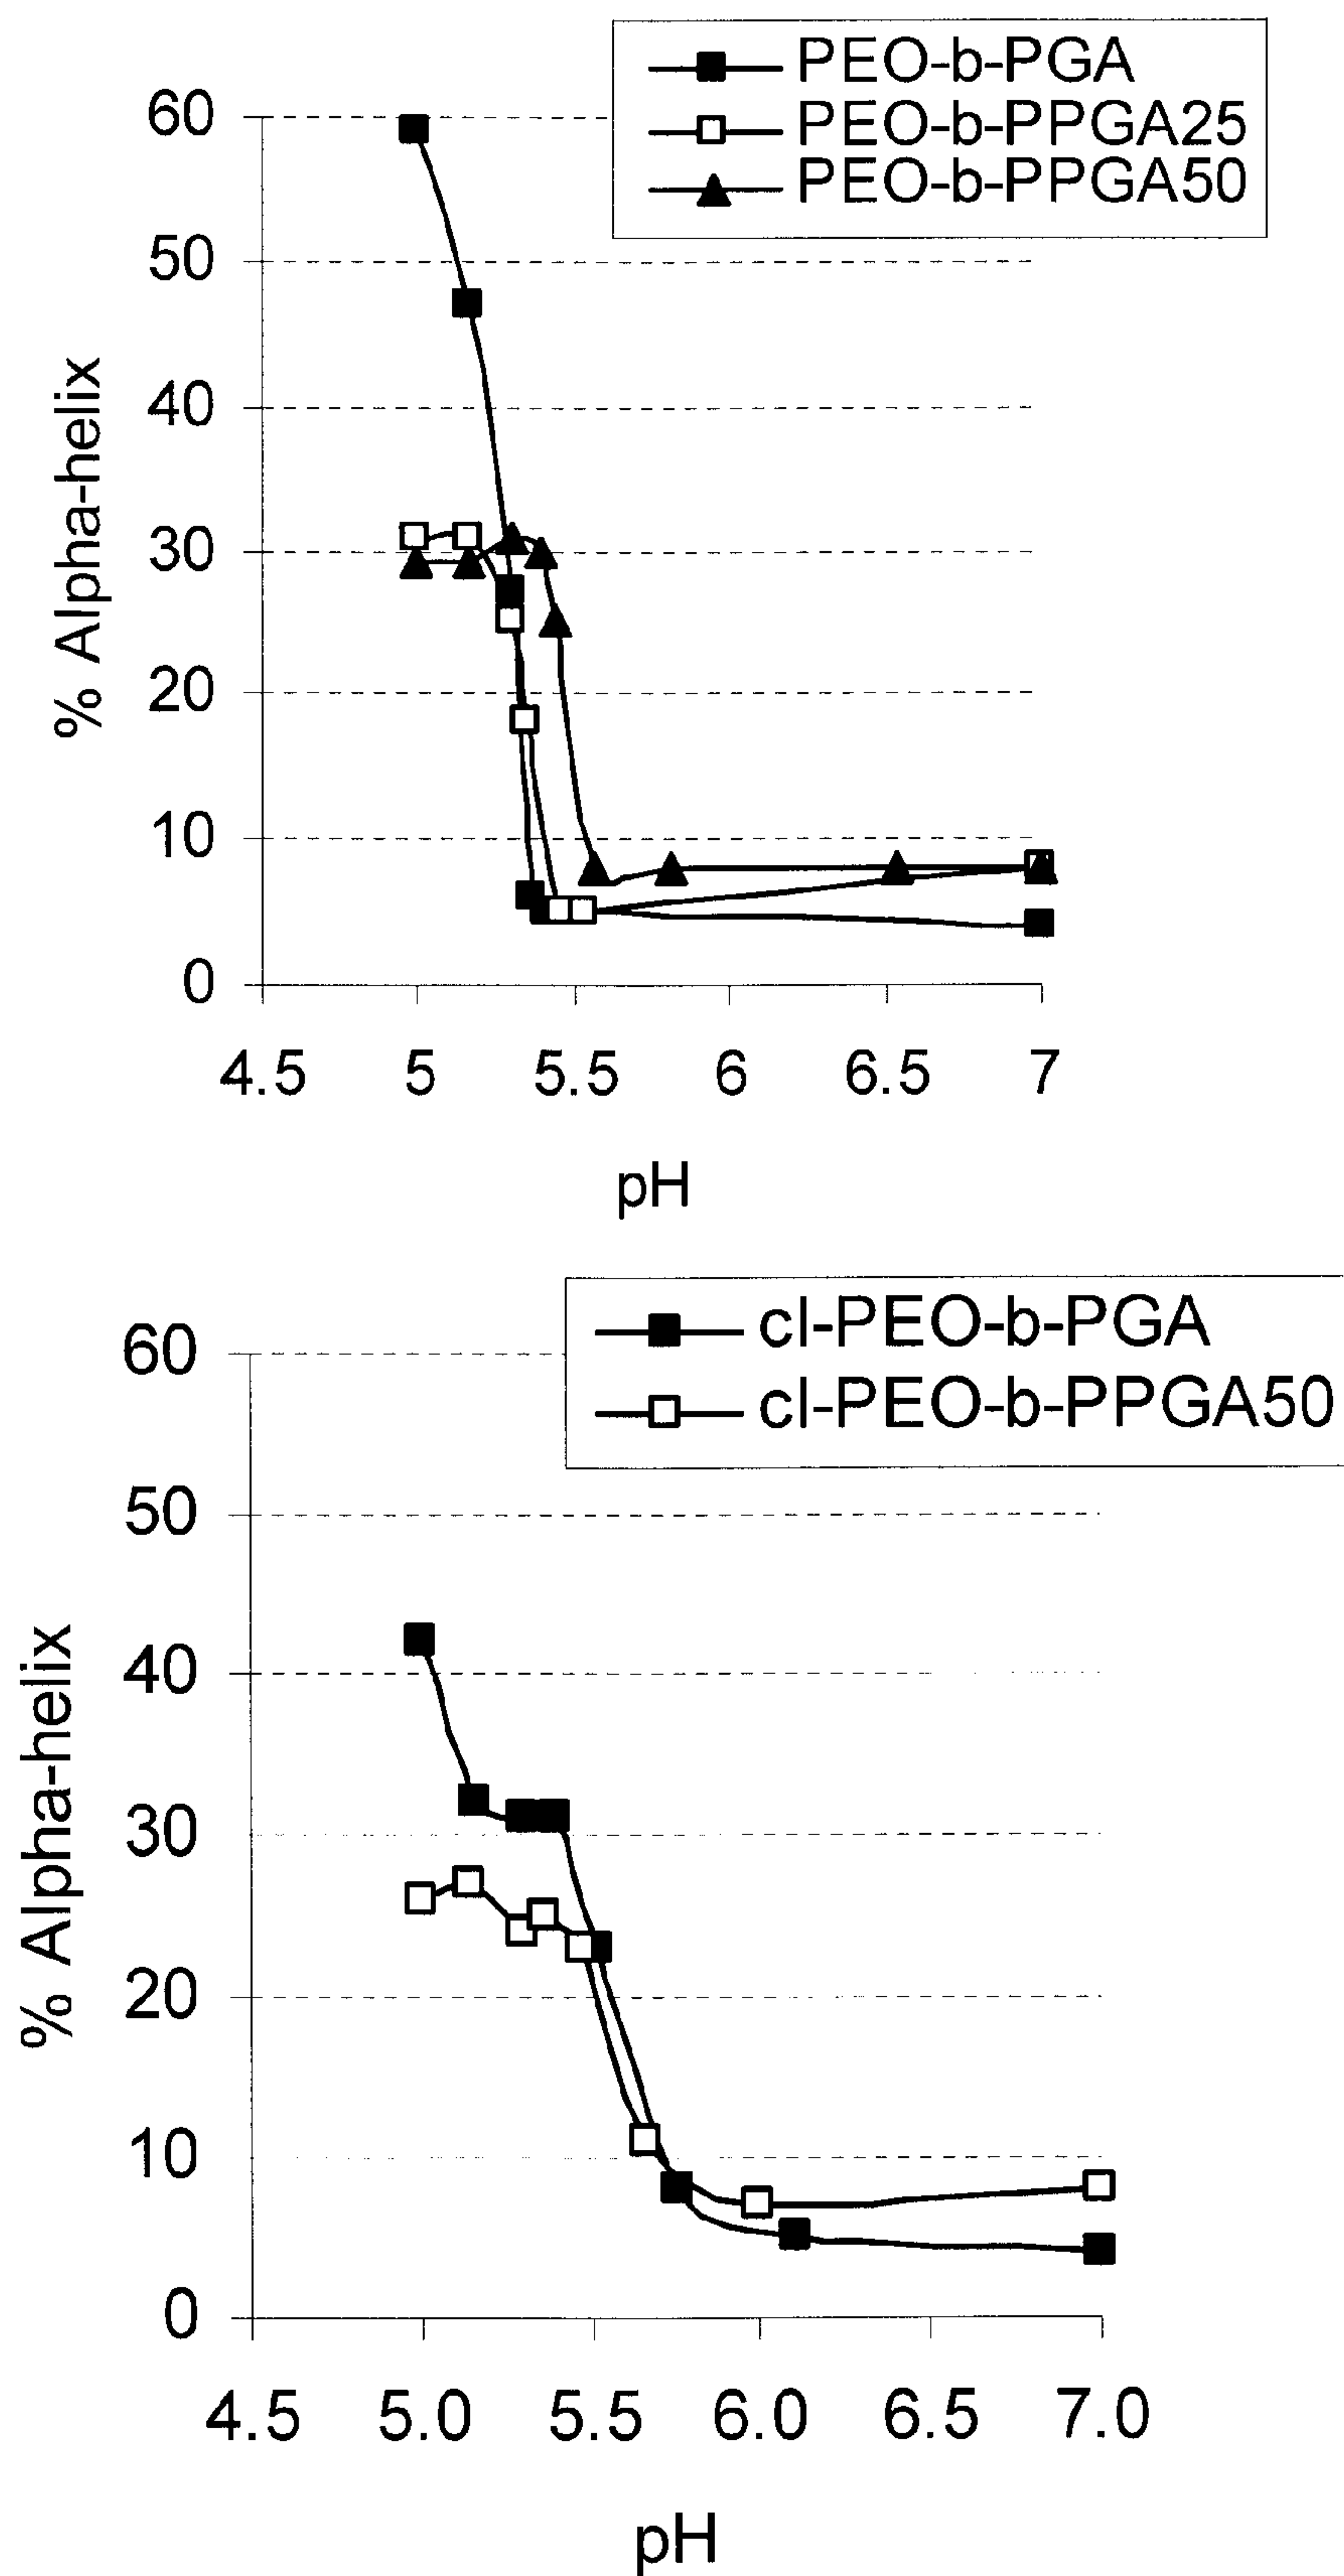 PEO-b-PGA
PEO-b-PPGA25
PEO-b-PPGA50
60
50
40
30
20
10
0
% Alpha-helix
4.5 5 5.5 6 6.5 7
pH
cl-PEO-b-PGA
cl-PEO-b-PPGA50
60
50
40
30
20
10
0
% Alpha-helix
4.5 5.0 5.5 6.0 6.5 7.0
pH